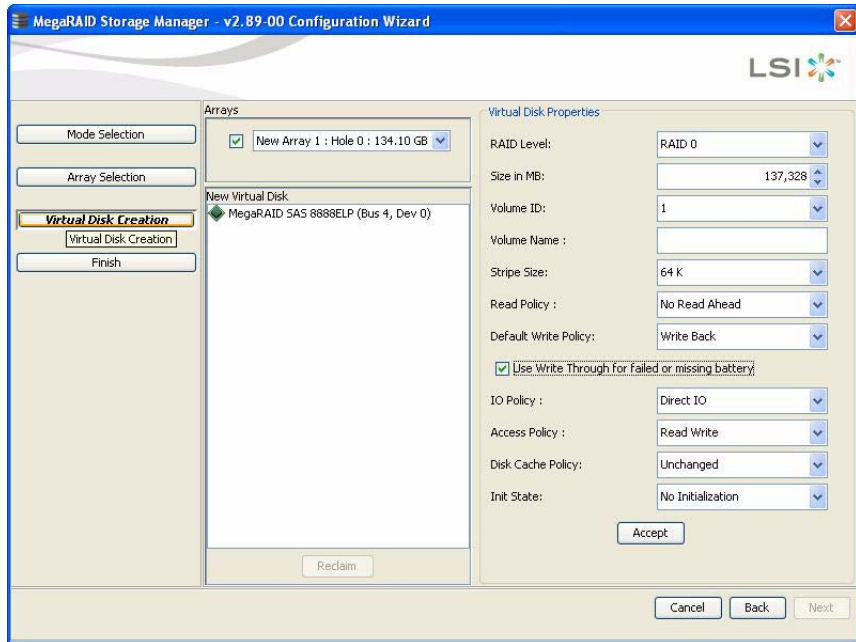 MegaRAID Storage Manager - v2.89-00 Configuration Wizard
LSI
Mode Selection
Array Selection
Virtual Disk Creation
Virtual Disk Creation
Finish
Arrays
New Array 1 : Hole 0 : 134.10 GB
New Virtual Disk
MegaRAID SAS 8888ELP (Bus 4, Dev 0)
Reclaim
Virtual Disk Properties
RAID Level: RAID 0
Size in MB: 137,328
Volume ID: 1
Volume Name :
Stripe Size: 64 K
Read Policy : No Read Ahead
Default Write Policy: Write Back
Use Write Through for failed or missing battery
IO Policy : Direct IO
Access Policy : Read Write
Disk Cache Policy: Unchanged
Init State: No Initialization
Accept
Cancel Back Next